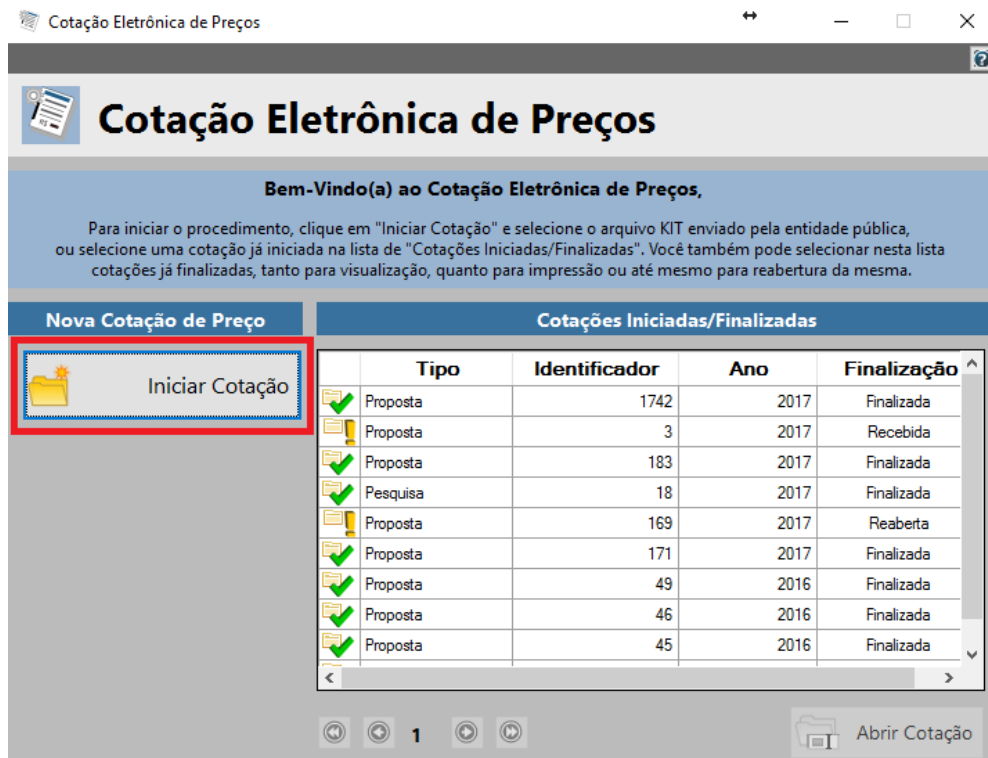 Cotação Eletrônica de Preços
Cotação Eletrônica de Preços
Bem-Vindo(a) ao Cotação Eletrônica de Preços,
Para iniciar o procedimento, clique em "Iniciar Cotação" e selecione o arquivo KIT enviado pela entidade pública,
ou selecione uma cotação já iniciada na lista de "Cotações Iniciadas/Finalizadas". Você também pode selecionar nesta lista
cotações já finalizadas, tanto para visualização, quanto para impressão ou até mesmo para reabertura da mesma.
Nova Cotação de Preço
Iniciar Cotação
Cotações Iniciadas/Finalizadas
Tipo Identificador Ano Finalização
Proposta 1742 2017 Finalizada
Proposta 3 2017 Recebida
Proposta 183 2017 Finalizada
Pesquisa 18 2017 Finalizada
Proposta 169 2017 Reaberta
Proposta 171 2017 Finalizada
Proposta 49 2016 Finalizada
Proposta 46 2016 Finalizada
Proposta 45 2016 Finalizada
1
Abrir Cotação